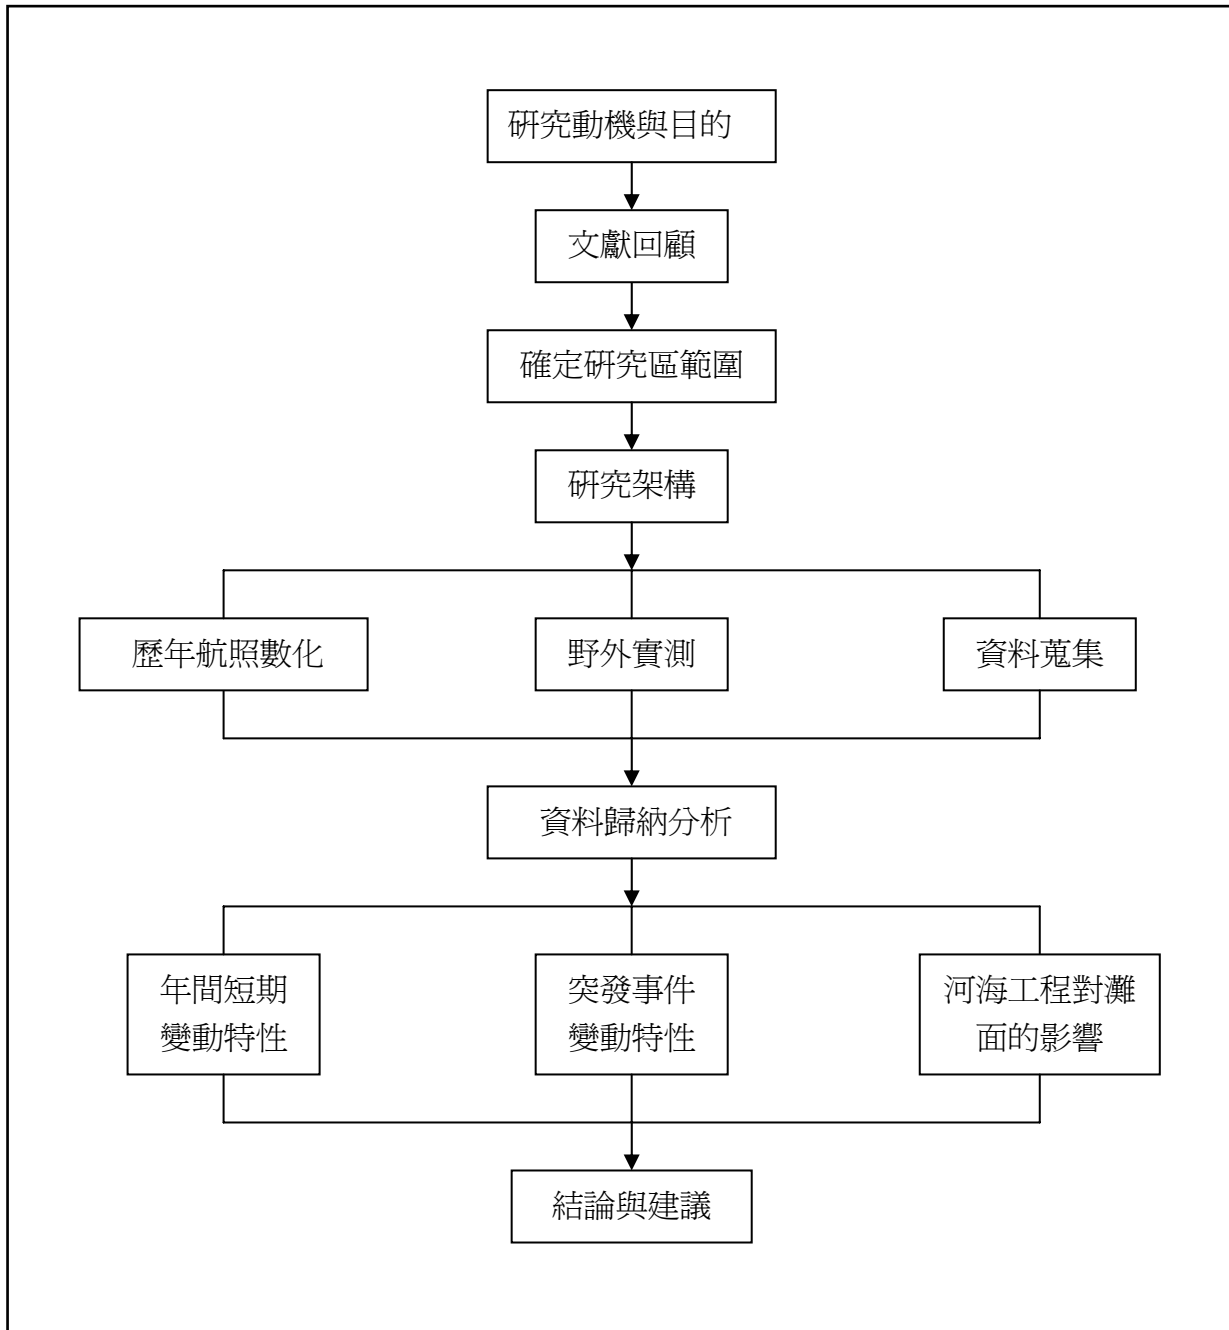 研究動機與目的
文獻回顧
確定研究區範圍
研究架構
歷年航照數化
野外實測
資料蒐集
資料歸納分析
年間短期
變動特性
突發事件
變動特性
河海工程對灘
面的影響
結論與建議